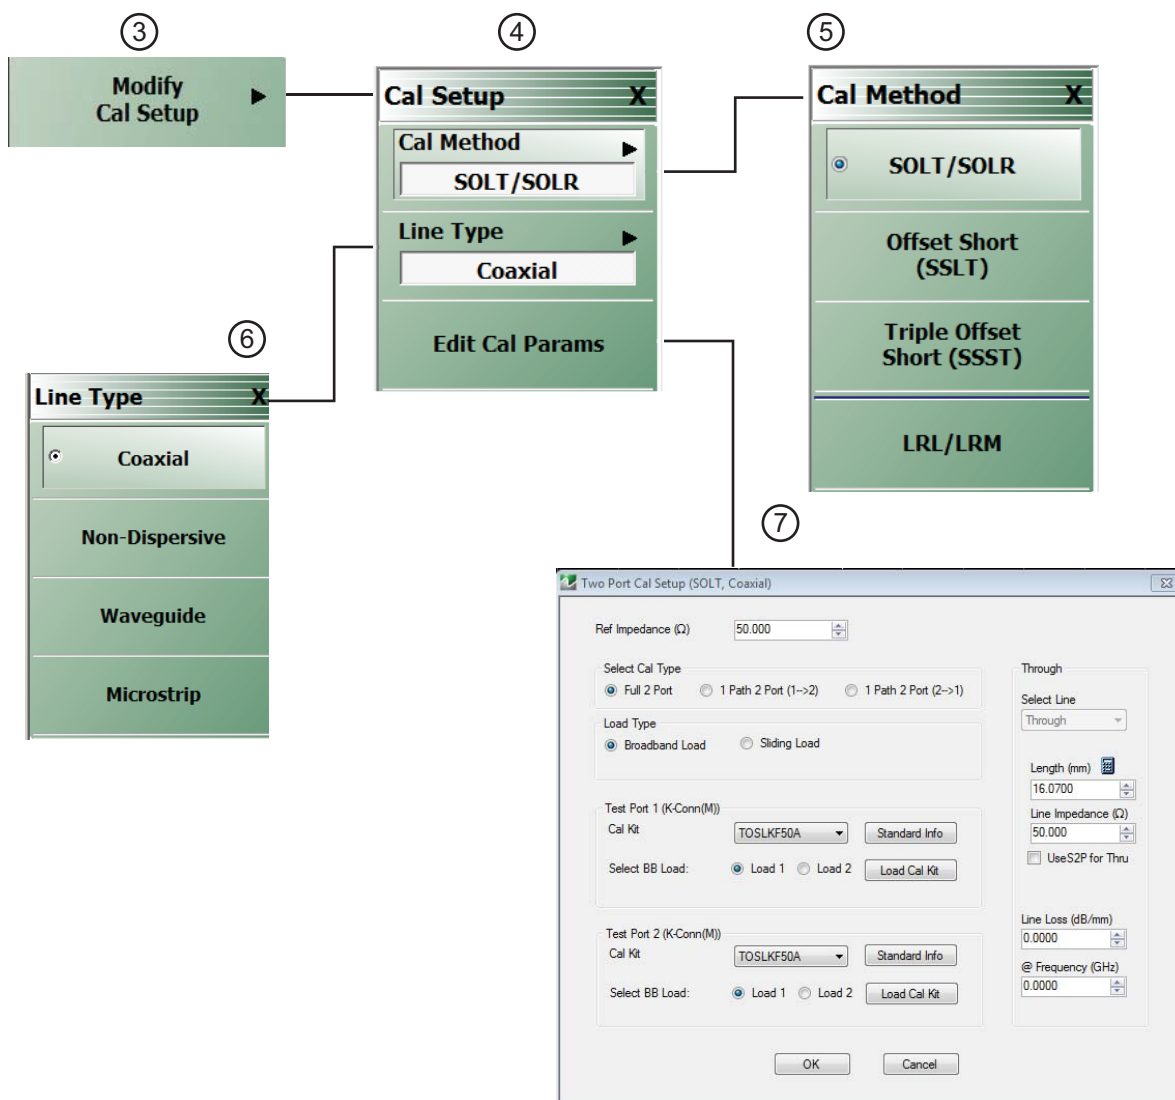 3
Modify
Cal Setup
4
Cal Setup X
Cal Method
SOLT/SOLR
Line Type
Coaxial
Edit Cal Params
5
Cal Method X
SOLT/SOLR
Offset Short
(SSLT)
Triple Offset
Short (SSST)
LRL/LRM
6
Line Type X
Coaxial
Non-Dispersive
Waveguide
Microstrip
7
Two Port Cal Setup (SOLT, Coaxial)
Ref Impedance (Ω) 50.000
Select Cal Type
Full 2 Port 1 Path 2 Port (1-->2) 1 Path 2 Port (2-->1)
Load Type
Broadband Load Sliding Load
Test Port 1 (K-Conn(M))
Cal Kit TOSLKF50A Standard Info
Select BB Load: Load 1 Load 2 Load Cal Kit
Test Port 2 (K-Conn(M))
Cal Kit TOSLKF50A Standard Info
Select BB Load: Load 1 Load 2 Load Cal Kit
Through
Select Line
Through
Length (mm)
16.0700
Line Impedance (Ω)
50.000
UseS2P for Thru
Line Loss (dB/mm)
0.0000
@ Frequency (GHz)
0.0000
OK Cancel